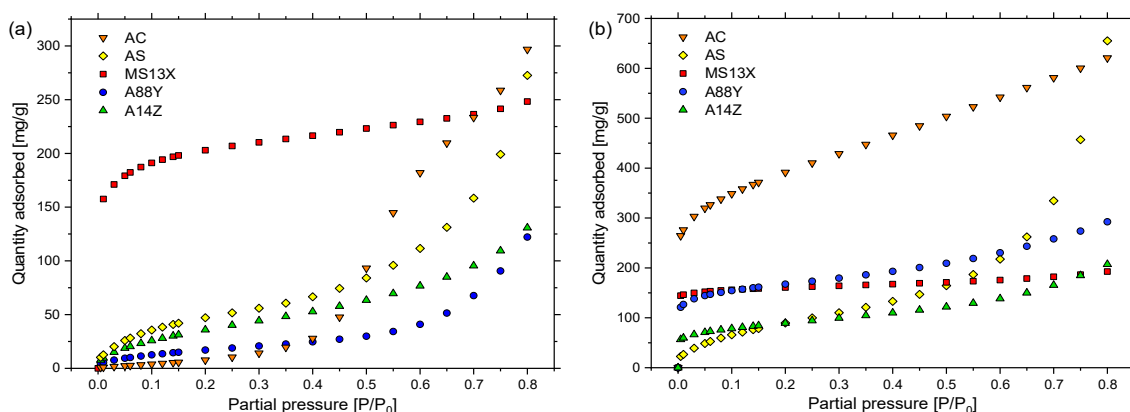 (a)
AC
AS
MS13X
A88Y
A14Z
300
250
200
150
100
50
0
Quantity adsorbed [mg/g]
0.0 0.1 0.2 0.3 0.4 0.5 0.6 0.7 0.8
Partial pressure [P/P₀]
(b)
AC
AS
MS13X
A88Y
A14Z
700
600
500
400
300
200
100
0
Quantity adsorbed [mg/g]
0.0 0.1 0.2 0.3 0.4 0.5 0.6 0.7 0.8
Partial pressure [P/P₀]